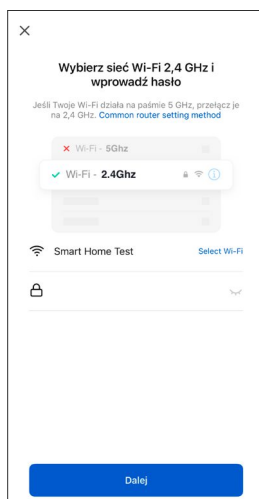 Wybierz sieć Wi-Fi 2,4 GHz i
wprowadź hasło
Jeśli Twoje Wi-Fi działa na paśmie 5 GHz, przełącz je
na 2,4 GHz. Common router setting method
Wi-Fi - 5Ghz
Wi-Fi - 2.4Ghz
Smart Home Test
Select Wi-Fi
Dalej